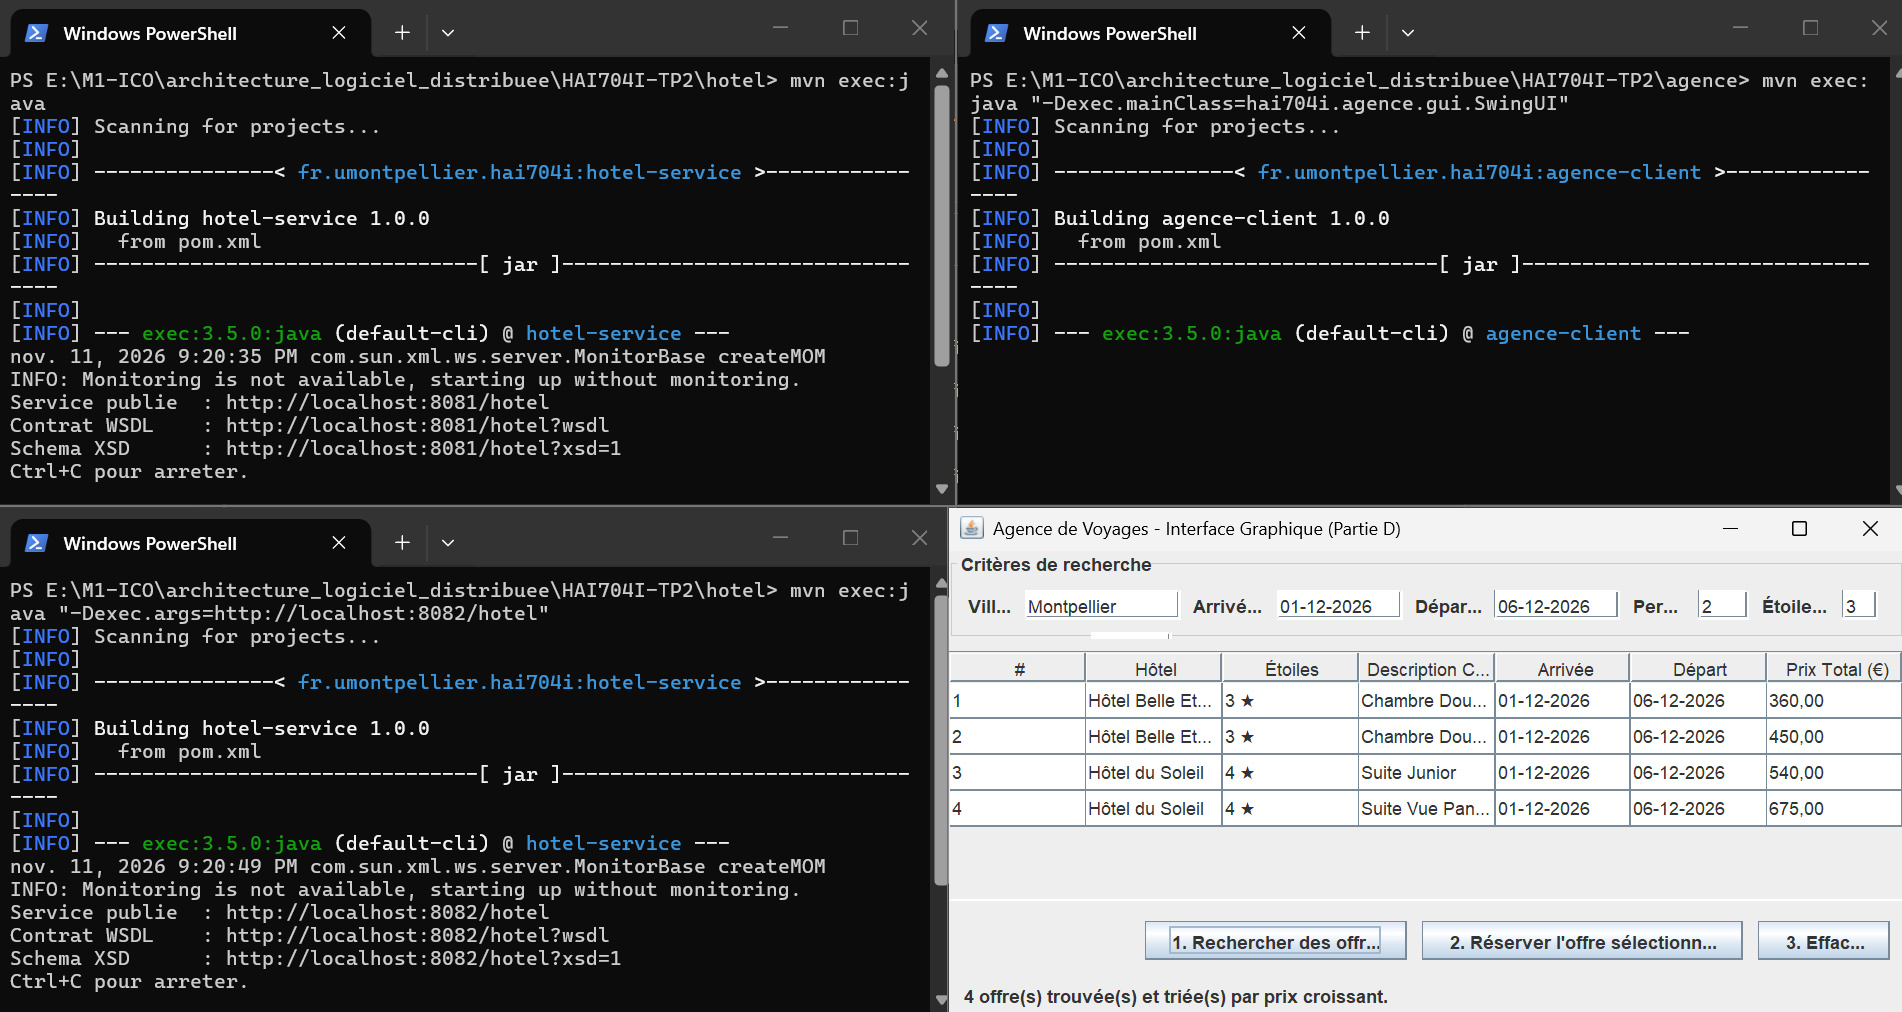 Windows PowerShell
PS E:\M1-ICO\architecture_logiciel_distribuee\HAI704I-TP2\hotel> mvn exec:j
ava
[INFO] Scanning for projects...
[INFO]
[INFO] ---------------< fr.umontpellier.hai704i:hotel-service >------------
----
[INFO] Building hotel-service 1.0.0
[INFO]   from pom.xml
[INFO] --------------------------------[ jar ]-----------------------------
----
[INFO]
[INFO] --- exec:3.5.0:java (default-cli) @ hotel-service ---
nov. 11, 2026 9:20:35 PM com.sun.xml.ws.server.MonitorBase createMOM
INFO: Monitoring is not available, starting up without monitoring.
Service publie  : http://localhost:8081/hotel
Contrat WSDL    : http://localhost:8081/hotel?wsdl
Schema XSD      : http://localhost:8081/hotel?xsd=1
Ctrl+C pour arreter.
Windows PowerShell
PS E:\M1-ICO\architecture_logiciel_distribuee\HAI704I-TP2\agence> mvn exec:
java "-Dexec.mainClass=hai704i.agence.gui.SwingUI"
[INFO] Scanning for projects...
[INFO]
[INFO] ---------------< fr.umontpellier.hai704i:agence-client >------------
----
[INFO] Building agence-client 1.0.0
[INFO]   from pom.xml
[INFO] --------------------------------[ jar ]-----------------------------
----
[INFO]
[INFO] --- exec:3.5.0:java (default-cli) @ agence-client ---
Windows PowerShell
PS E:\M1-ICO\architecture_logiciel_distribuee\HAI704I-TP2\hotel> mvn exec:j
ava "-Dexec.args=http://localhost:8082/hotel"
[INFO] Scanning for projects...
[INFO]
[INFO] ---------------< fr.umontpellier.hai704i:hotel-service >------------
----
[INFO] Building hotel-service 1.0.0
[INFO]   from pom.xml
[INFO] --------------------------------[ jar ]-----------------------------
----
[INFO]
[INFO] --- exec:3.5.0:java (default-cli) @ hotel-service ---
nov. 11, 2026 9:20:49 PM com.sun.xml.ws.server.MonitorBase createMOM
INFO: Monitoring is not available, starting up without monitoring.
Service publie  : http://localhost:8082/hotel
Contrat WSDL    : http://localhost:8082/hotel?wsdl
Schema XSD      : http://localhost:8082/hotel?xsd=1
Ctrl+C pour arreter.
Agence de Voyages - Interface Graphique (Partie D)
Critères de recherche
Vill... Montpellier Arrivé... 01-12-2026 Dépar... 06-12-2026 Per... 2 Étoile... 3
# Hôtel Étoiles Description C... Arrivée Départ Prix Total (€)
1 Hôtel Belle Et... 3 ★ Chambre Dou... 01-12-2026 06-12-2026 360,00
2 Hôtel Belle Et... 3 ★ Chambre Dou... 01-12-2026 06-12-2026 450,00
3 Hôtel du Soleil 4 ★ Suite Junior 01-12-2026 06-12-2026 540,00
4 Hôtel du Soleil 4 ★ Suite Vue Pan... 01-12-2026 06-12-2026 675,00
1. Rechercher des offr... 2. Réserver l'offre sélectionn... 3. Effac...
4 offre(s) trouvée(s) et triée(s) par prix croissant.